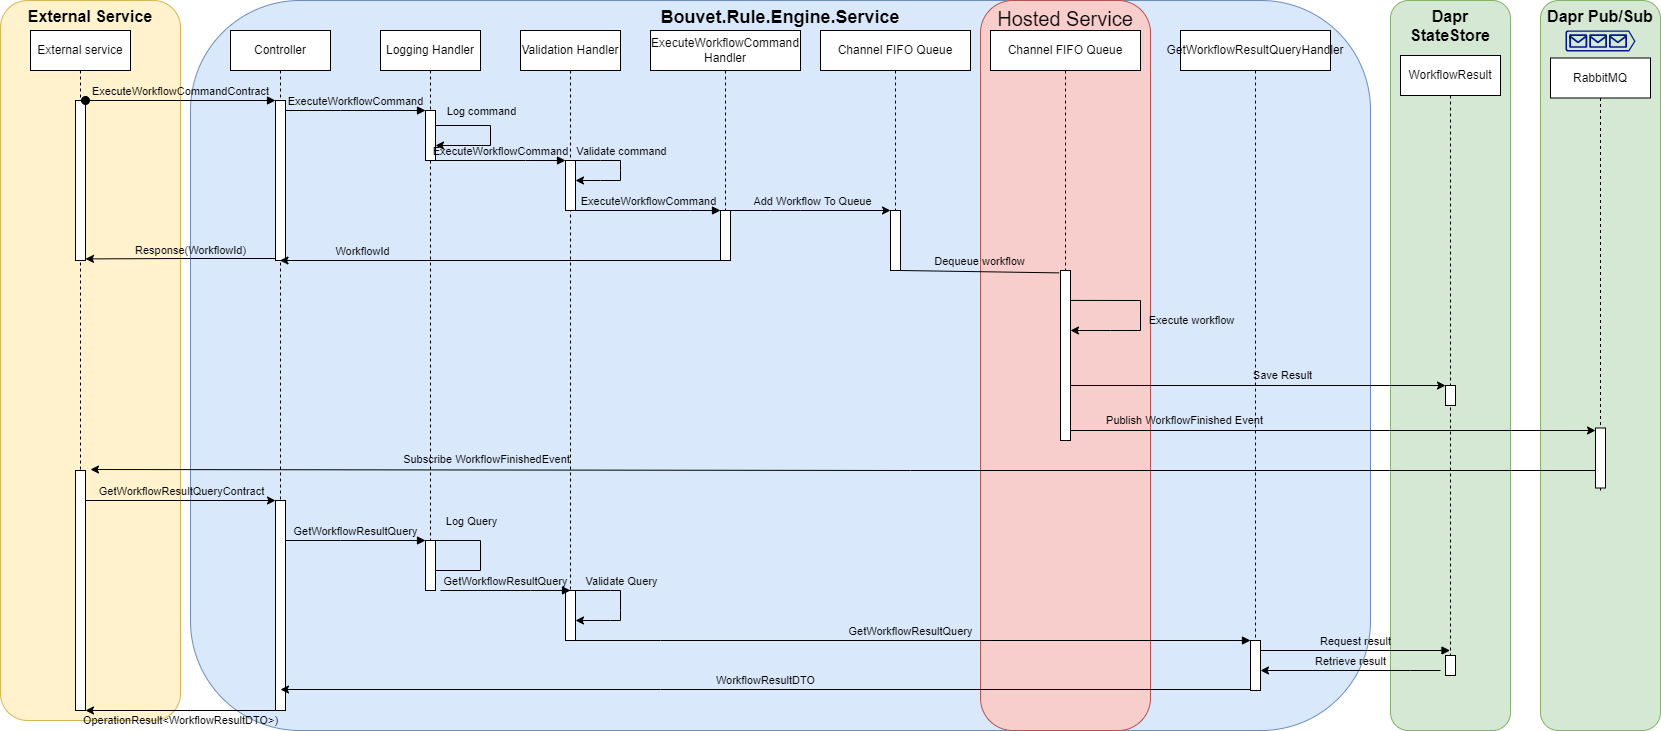 External Service
Bouvet.Rule.Engine.Service
Hosted Service
Dapr
StateStore
Dapr Pub/Sub
External service
Controller
Logging Handler
Validation Handler
ExecuteWorkflowCommand
Handler
Channel FIFO Queue
Channel FIFO Queue
GetWorkflowResultQueryHandler
WorkflowResult
RabbitMQ
ExecuteWorkflowCommandContract
ExecuteWorkflowCommand
Log command
ExecuteWorkflowCommand
Validate command
ExecuteWorkflowCommand
Add Workflow To Queue
Response(WorkflowId)
WorkflowId
Dequeue workflow
Execute workflow
Save Result
Publish WorkflowFinished Event
Subscribe WorkflowFinishedEvent
GetWorkflowResultQueryContract
Log Query
GetWorkflowResultQuery
GetWorkflowResultQuery
Validate Query
GetWorkflowResultQuery
Request result
Retrieve result
WorkflowResultDTO
OperationResult<WorkflowResultDTO>)